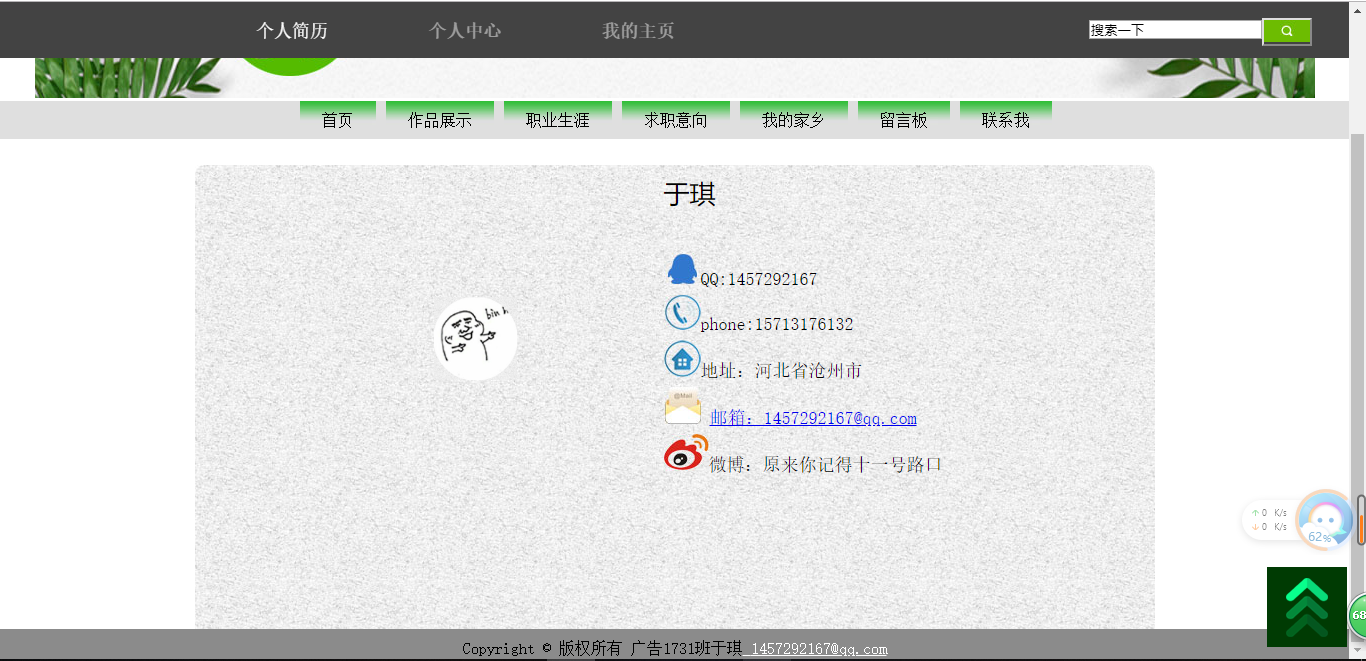 个人简历 个人中心 我的主页 搜索一下
首页 作品展示 职业生涯 求职意向 我的家乡 留言板 联系我
于琪
QQ:1457292167
bin h
phone:15713176132
地址：河北省沧州市
@Mail
邮箱：1457292167@qq.com
微博：原来你记得十一号路口
↑ 0 K/s
↓ 0 K/s
62%
68
Copyright © 版权所有 广告1731班于琪 1457292167@qq.com